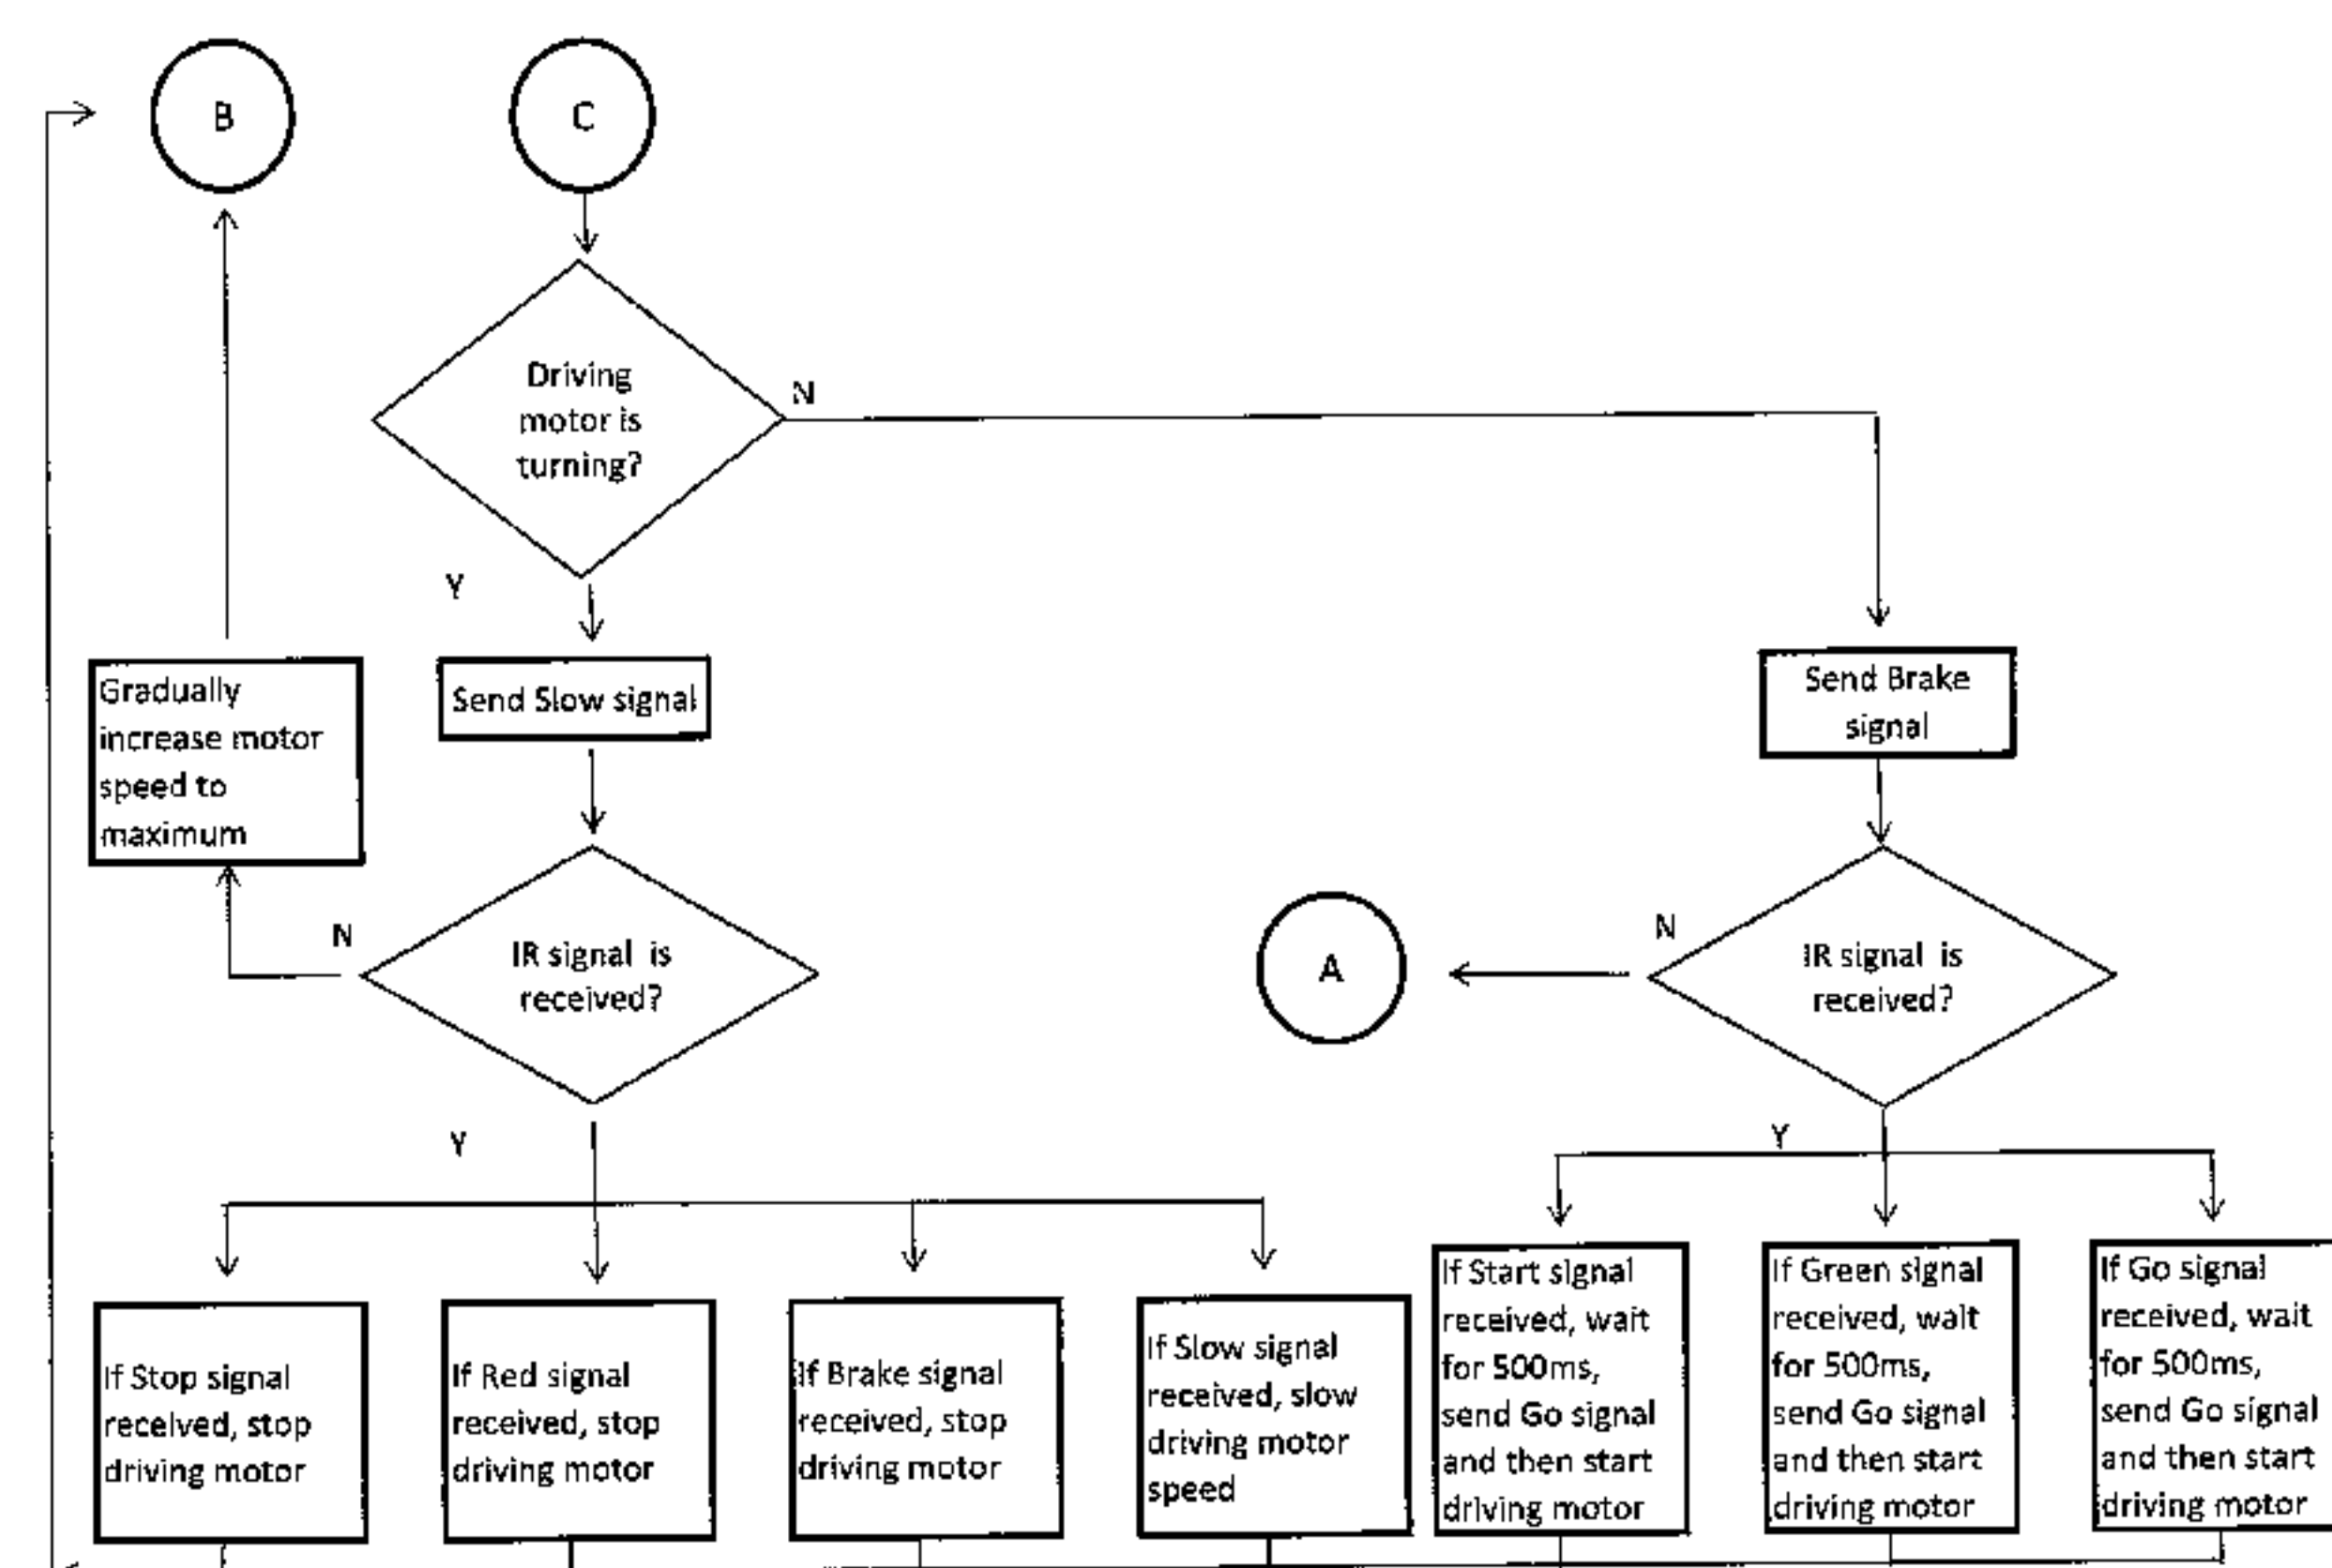 B
C
Driving
motor is
turning?
N
Y
Gradually
increase motor
speed to
maximum
Send Slow signal
Send Brake
signal
N
IR signal is
received?
A
N
IR signal is
received?
Y
Y
If Stop signal
received, stop
driving motor
If Red signal
received, stop
driving motor
If Brake signal
received, stop
driving motor
If Slow signal
received, slow
driving motor
speed
If Start signal
received, wait
for 500ms,
send Go signal
and then start
driving motor
If Green signal
received, wait
for 500ms,
send Go signal
and then start
driving motor
If Go signal
received, wait
for 500ms,
send Go signal
and then start
driving motor